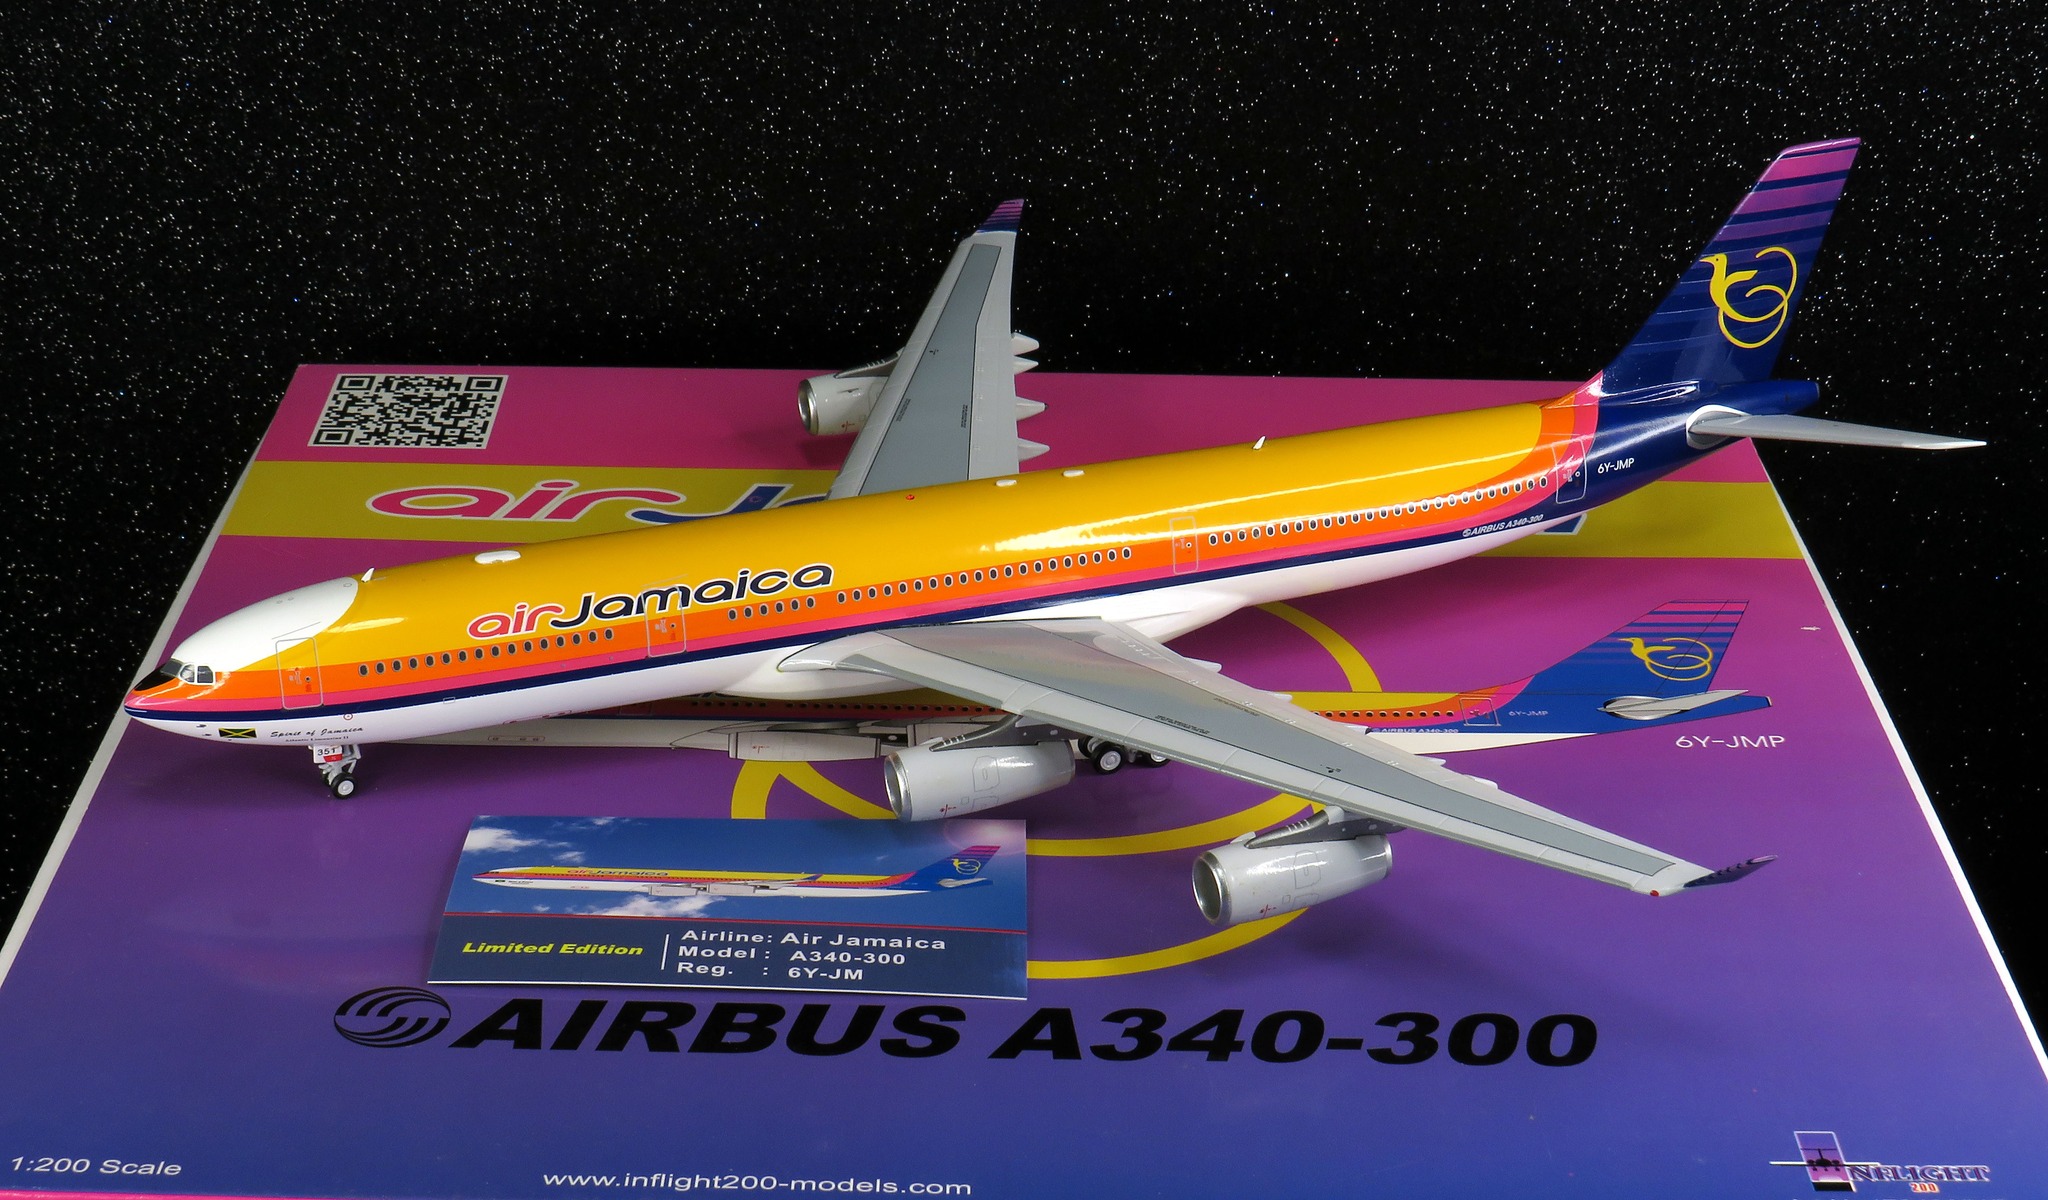 air J
6Y-JMP
AIRBUS A340-300
airJamaica
Spirit of Jamaica
351
6Y-JMP
AIRBUS A340-300
6Y-JMP
airJamaica
Limited Edition
Airline: Air Jamaica
Model : A340-300
Reg. : 6Y-JM
AIRBUS A340-300
1:200 Scale
www.inflight200-models.com
INFLIGHT
200